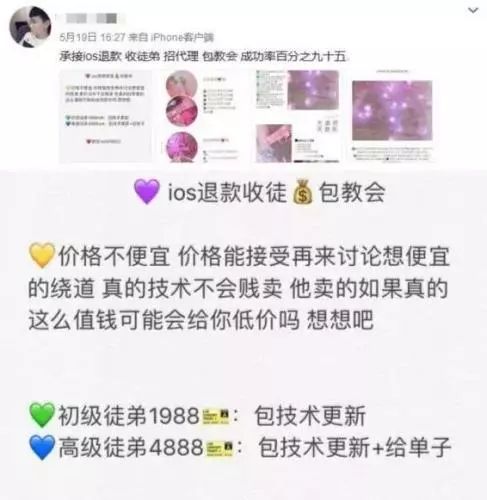 5月19日 16:27 来自 iPhone客户端
承接ios退款 收徒弟 招代理 包教会 成功率百分之九十五
ios退款收徒💰包教会
价格不便宜 价格能接受再来讨论想便宜
的绕道 真的技术不会贱卖 他卖的如果真的
这么值钱可能会给你低价吗 想想吧
初级徒弟1988🎫：包技术更新
高级徒弟4888🎫：包技术更新+给单子